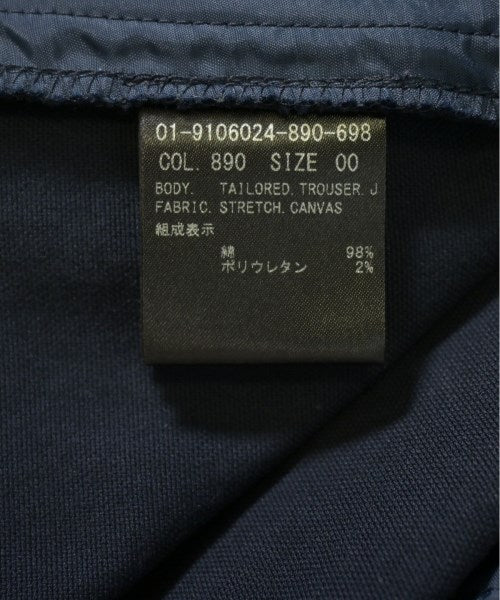 01-9106024-890-698
COL. 890 SIZE 00
BODY. TAILORED. TROUSER. J
FABRIC. STRETCH. CANVAS
組成表示
綿 98%
ポリウレタン 2%